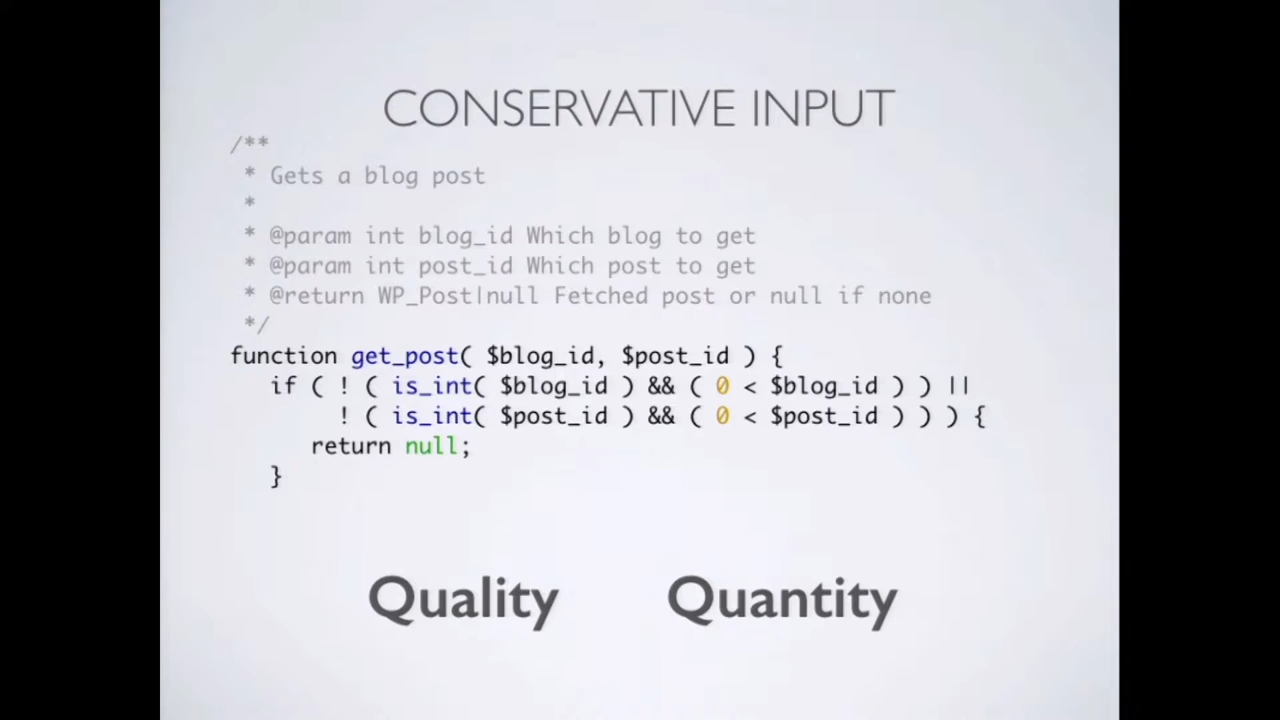 CONSERVATIVE INPUT
/**
 * Gets a blog post
 *
 * @param int blog_id Which blog to get
 * @param int post_id Which post to get
 * @return WP_Post|null Fetched post or null if none
 */
function get_post( $blog_id, $post_id ) {
   if ( ! ( is_int( $blog_id ) && ( 0 < $blog_id ) ) ||
        ! ( is_int( $post_id ) && ( 0 < $post_id ) ) ) {
      return null;
   }
Quality Quantity